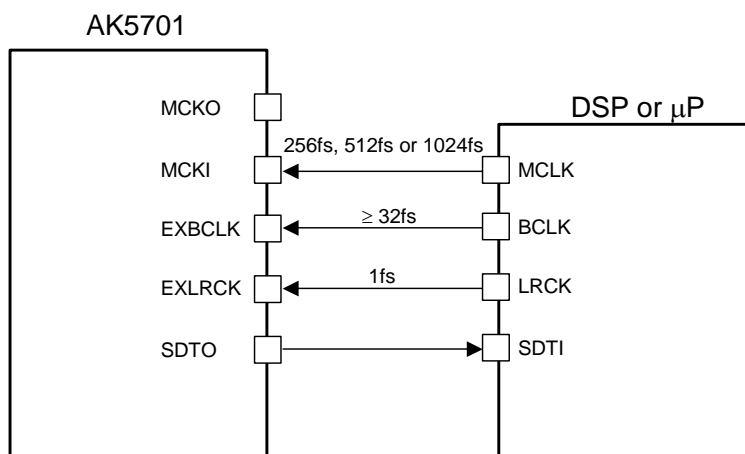 AK5701
DSP or μP
MCKO
256fs, 512fs or 1024fs
MCKI
MCLK
≥ 32fs
EXBCLK
BCLK
1fs
EXLRCK
LRCK
SDTO
SDTI